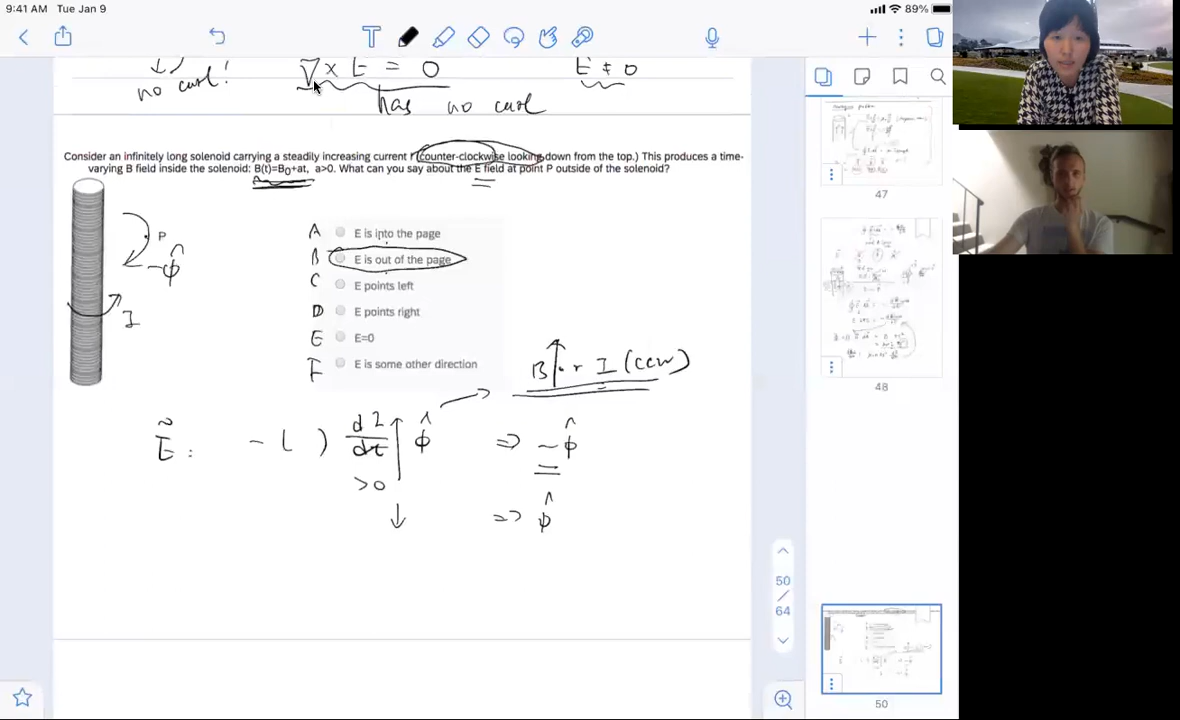 9:41 AM Tue Jan 9
89%
no curl!
∇ × E = 0
E ≠ 0
has no curl
Consider an infinitely long solenoid carrying a steadily increasing current (counter-clockwise looking down from the top.) This produces a time-
varying B field inside the solenoid: B(t)=B0+at, a>0. What can you say about the E field at point P outside of the solenoid?
P
-φ̂
I
A E is into the page
B E is out of the page
C E points left
D E points right
E E=0
F E is some other direction
B for I (ccw)
Ẽ: - ( ) dI/dt ↑ φ̂ ⇒ -φ̂
>0
↓ ⇒ φ̂
47
48
50
/
64
50